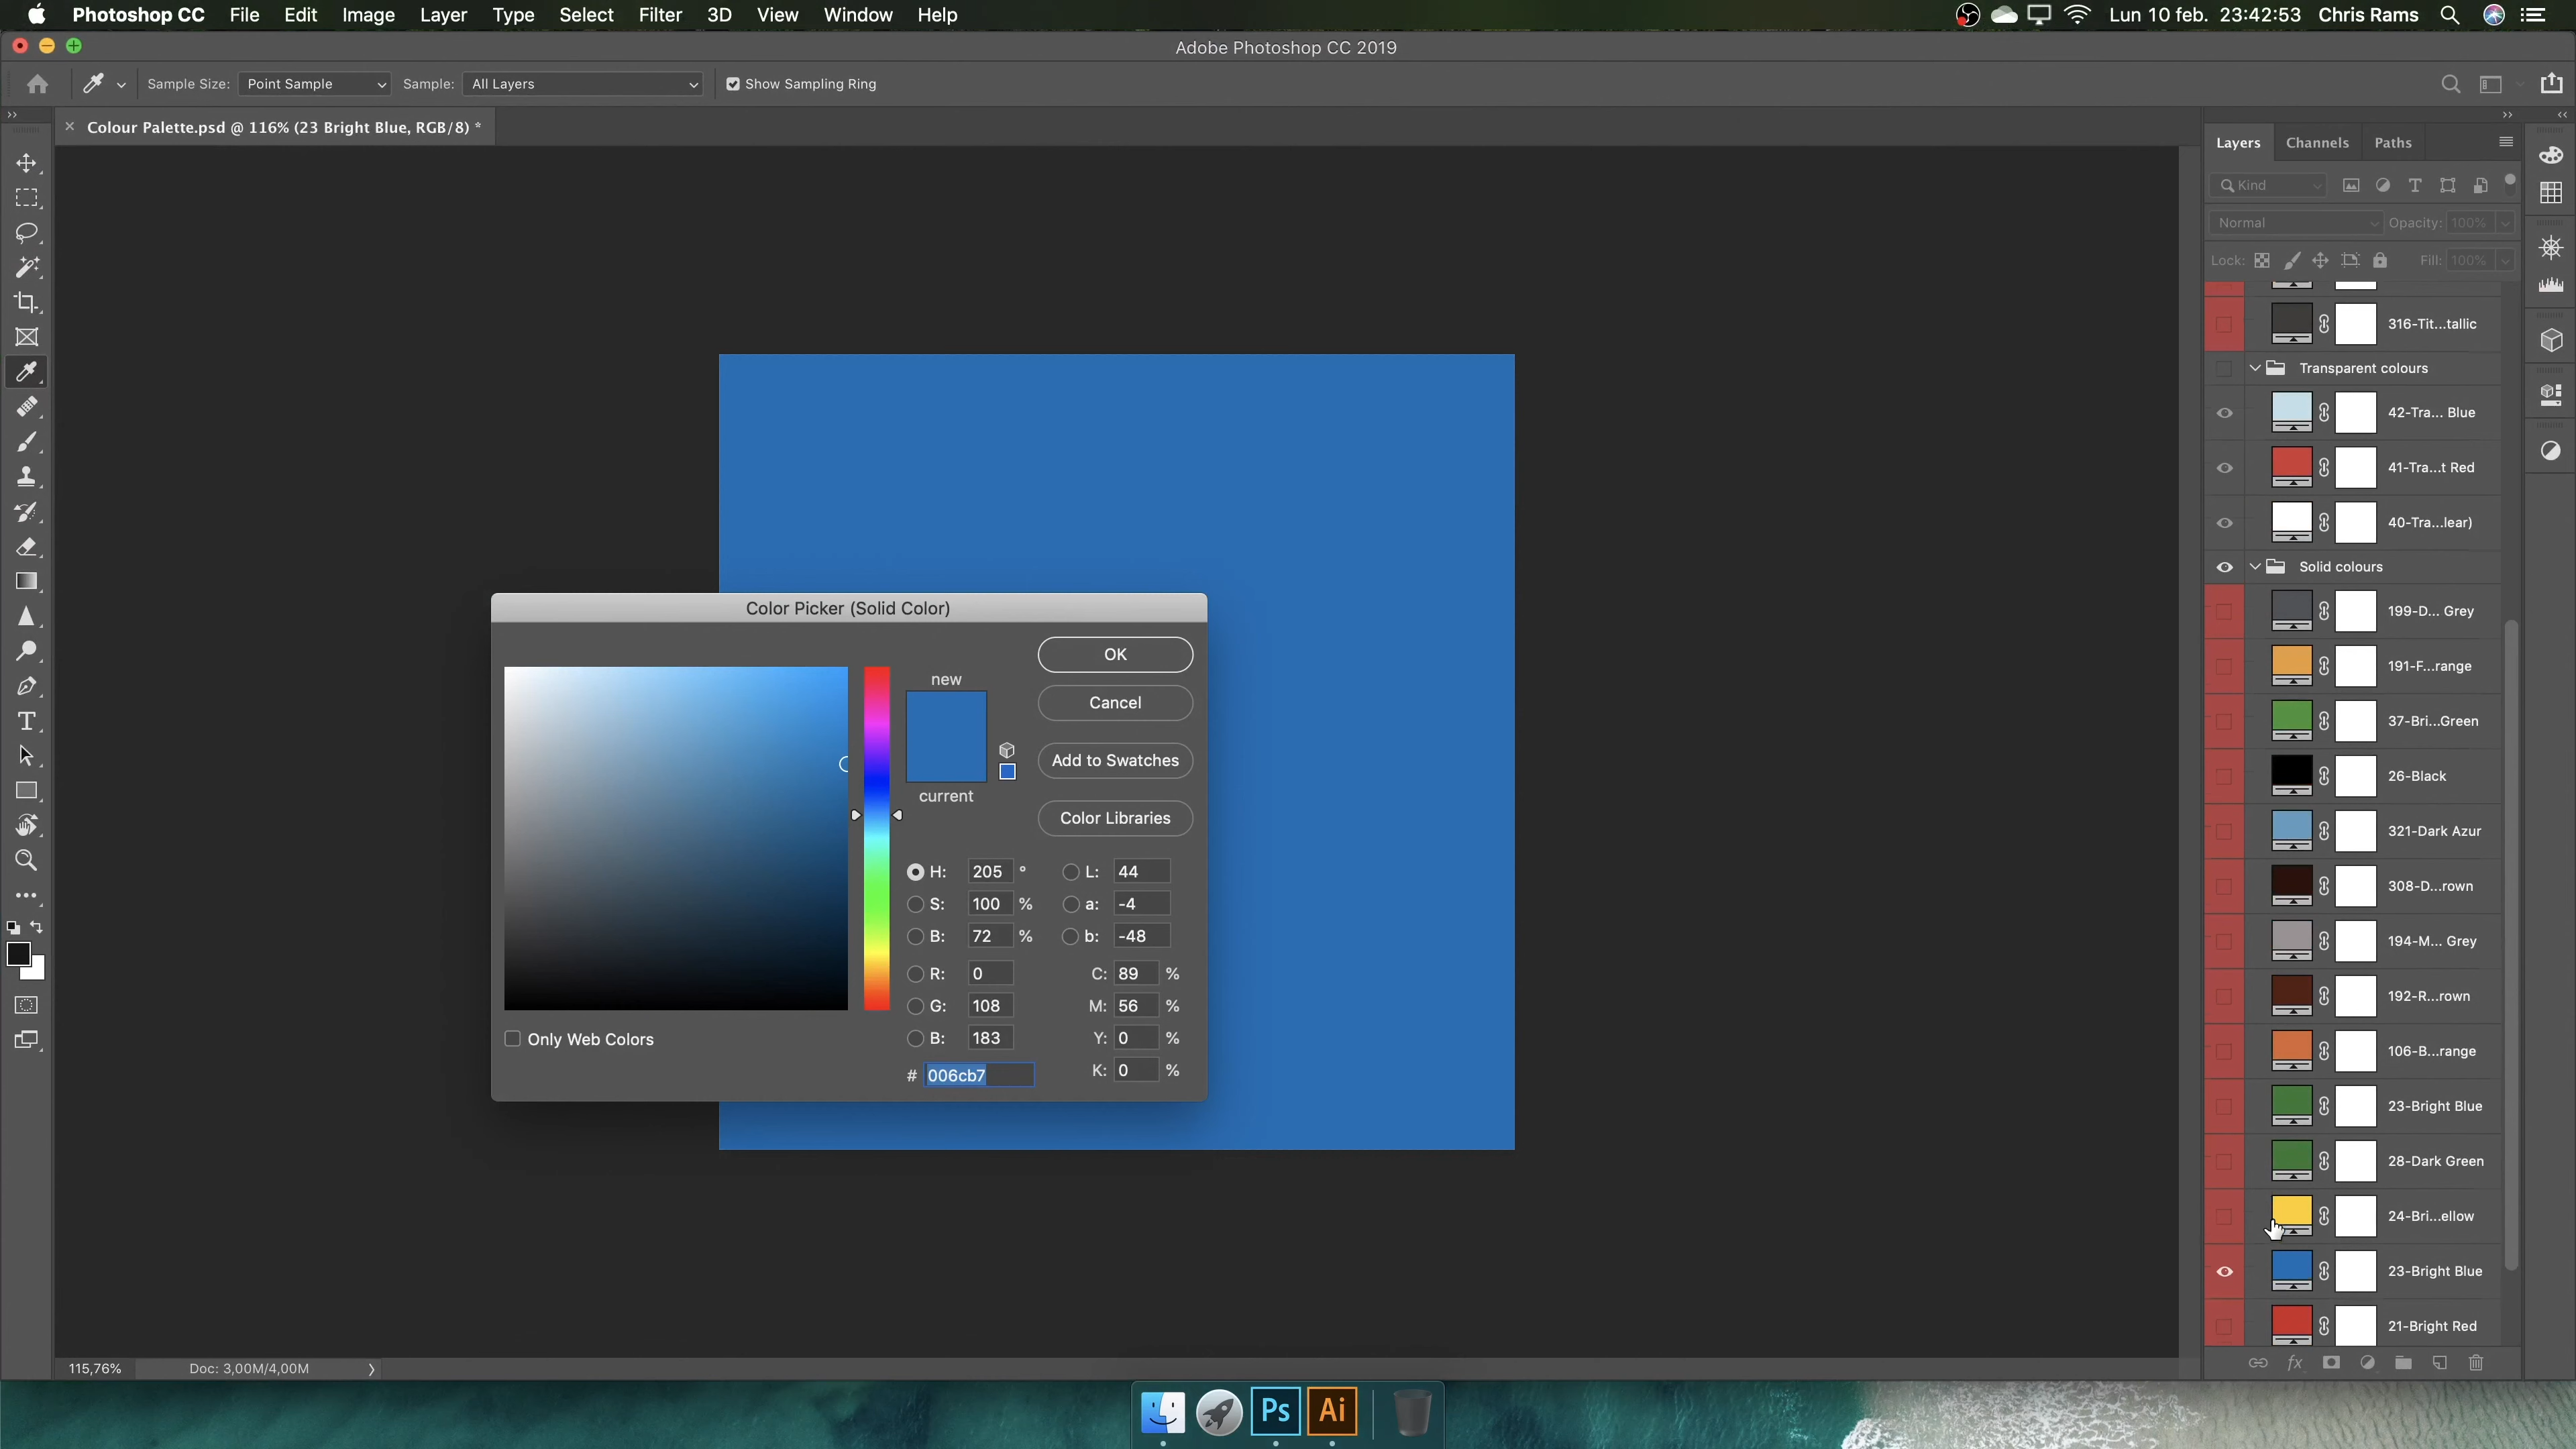 Photoshop CC File Edit Image Layer Type Select Filter 3D View Window Help Lun 10 feb. 23:42:53 Chris Rams
Adobe Photoshop CC 2019
Sample Size: Point Sample Sample: All Layers Show Sampling Ring
Colour Palette.psd @ 116% (23 Bright Blue, RGB/8) *
Layers Channels Paths
Kind
Normal Opacity: 100%
Lock: Fill: 100%
316-Tit...tallic
Transparent colours
42-Tra... Blue
41-Tra...t Red
40-Tra...lear)
Solid colours
199-D... Grey
191-F...range
37-Bri...Green
26-Black
321-Dark Azur
308-D...rown
194-M... Grey
192-R...rown
106-B...range
23-Bright Blue
28-Dark Green
24-Bri...ellow
23-Bright Blue
21-Bright Red
Color Picker (Solid Color)
new
current
OK
Cancel
Add to Swatches
Color Libraries
H: 205 ° L: 44
S: 100 % a: -4
B: 72 % b: -48
R: 0 C: 89 %
G: 108 M: 56 %
B: 183 Y: 0 %
# 006cb7 K: 0 %
Only Web Colors
115,76% Doc: 3,00M/4,00M
Ps Ai